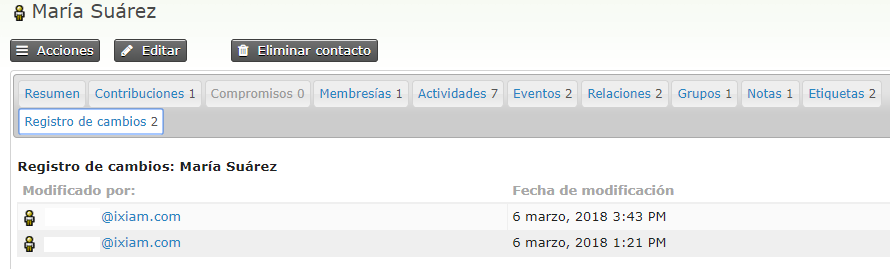 María Suárez
Acciones Editar Eliminar contacto
Resumen Contribuciones 1 Compromisos 0 Membresías 1 Actividades 7 Eventos 2 Relaciones 2 Grupos 1 Notas 1 Etiquetas 2
Registro de cambios 2
Registro de cambios: María Suárez
Modificado por: Fecha de modificación
@ixiam.com 6 marzo, 2018 3:43 PM
@ixiam.com 6 marzo, 2018 1:21 PM